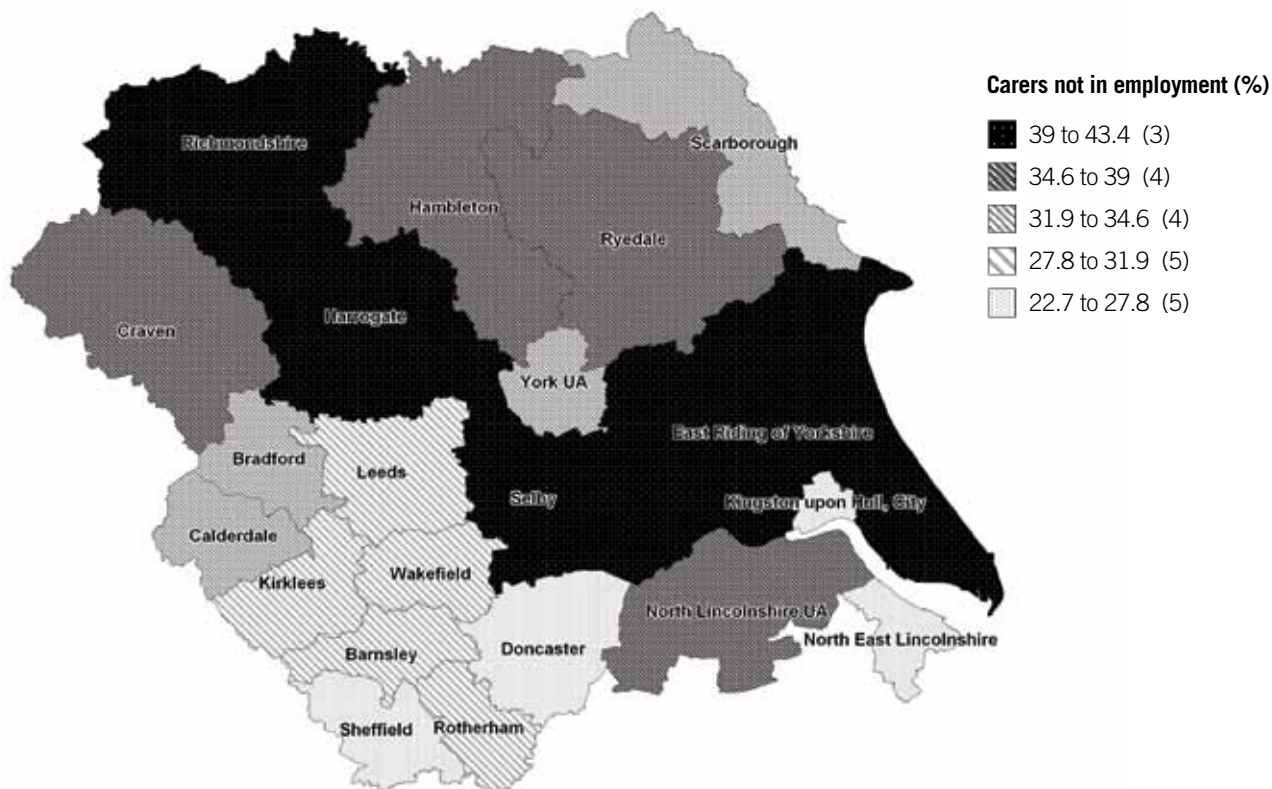 Carers not in employment (%)
39 to 43.4 (3)
34.6 to 39 (4)
31.9 to 34.6 (4)
27.8 to 31.9 (5)
22.7 to 27.8 (5)
Richmondshire
Scarborough
Hambleton
Ryedale
Harrogate
Craven
York UA
East Riding of Yorkshire
Bradford
Leeds
Selby
Kingston upon Hull, City
Calderdale
Kirklees
Wakefield
North Lincolnshire UA
North East Lincolnshire
Barnsley
Doncaster
Sheffield
Rotherham